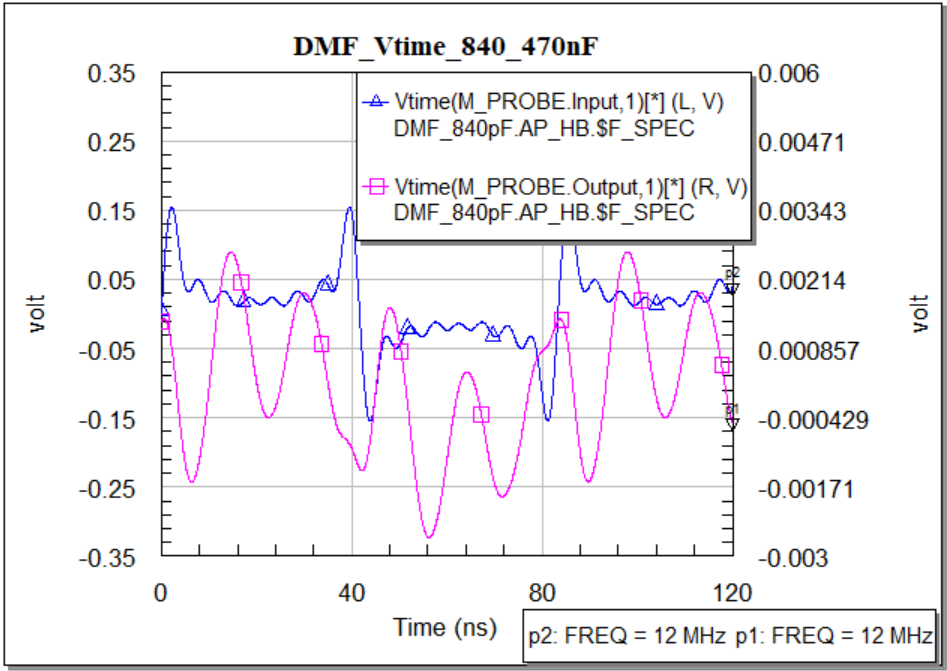 DMF_Vtime_840_470nF
0.35
0.25
0.15
0.05
-0.05
-0.15
-0.25
-0.35
volt
Vtime(M_PROBE.Input,1)[*] (L, V)
DMF_840pF.AP_HB.$F_SPEC
Vtime(M_PROBE.Output,1)[*] (R, V)
DMF_840pF.AP_HB.$F_SPEC
0.006
0.00471
0.00343
0.00214
0.000857
-0.000429
-0.00171
-0.003
volt
p2
p1
0
40
80
120
Time (ns)
p2: FREQ = 12 MHz p1: FREQ = 12 MHz